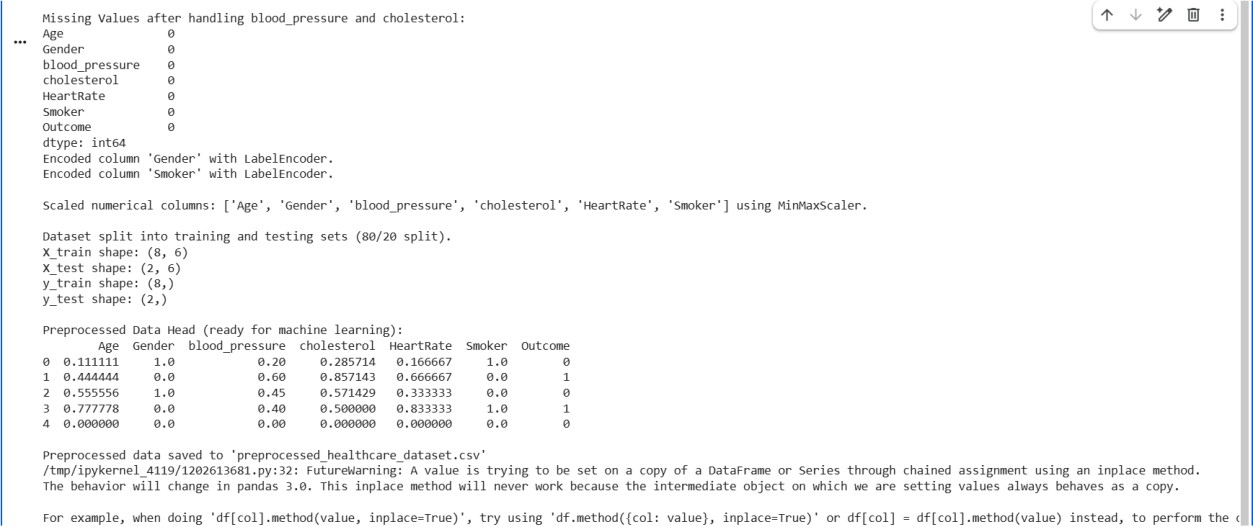 Missing Values after handling blood_pressure and cholesterol:
Age                0
Gender             0
blood_pressure     0
cholesterol        0
HeartRate          0
Smoker             0
Outcome            0
dtype: int64
Encoded column 'Gender' with LabelEncoder.
Encoded column 'Smoker' with LabelEncoder.
Scaled numerical columns: ['Age', 'Gender', 'blood_pressure', 'cholesterol', 'HeartRate', 'Smoker'] using MinMaxScaler.
Dataset split into training and testing sets (80/20 split).
X_train shape: (8, 6)
X_test shape: (2, 6)
y_train shape: (8,)
y_test shape: (2,)
Preprocessed Data Head (ready for machine learning):
        Age  Gender  blood_pressure  cholesterol  HeartRate  Smoker  Outcome
0  0.111111     1.0            0.20     0.285714   0.166667     1.0        0
1  0.444444     0.0            0.60     0.857143   0.666667     0.0        1
2  0.555556     1.0            0.45     0.571429   0.333333     0.0        0
3  0.777778     0.0            0.40     0.500000   0.833333     1.0        1
4  0.000000     0.0            0.00     0.000000   0.000000     0.0        0
Preprocessed data saved to 'preprocessed_healthcare_dataset.csv'
/tmp/ipykernel_4119/1202613681.py:32: FutureWarning: A value is trying to be set on a copy of a DataFrame or Series through chained assignment using an inplace method.
The behavior will change in pandas 3.0. This inplace method will never work because the intermediate object on which we are setting values always behaves as a copy.
For example, when doing 'df[col].method(value, inplace=True)', try using 'df.method({col: value}, inplace=True)' or df[col] = df[col].method(value) instead, to perform the